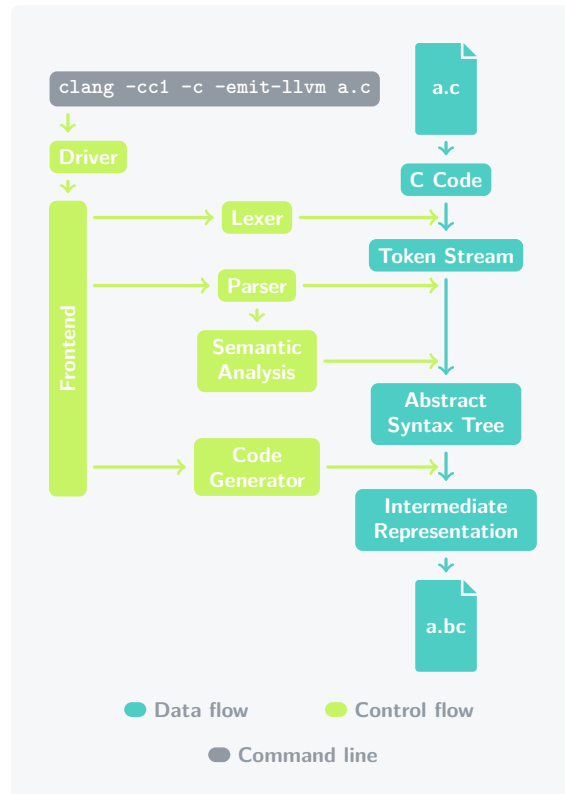 clang -cc1 -c -emit-llvm a.c
a.c
Driver
C Code
Frontend
Lexer
Token Stream
Parser
Semantic
Analysis
Abstract
Syntax Tree
Code
Generator
Intermediate
Representation
a.bc
Data flow
Control flow
Command line